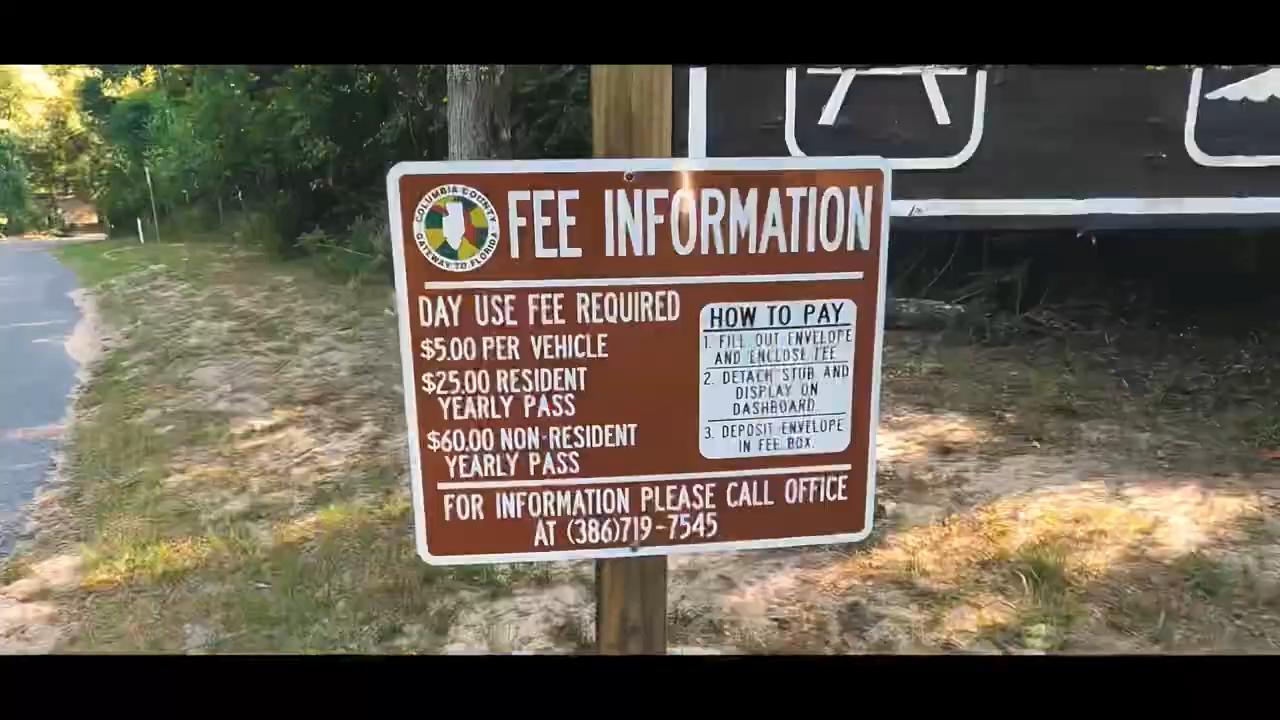 COLUMBIA COUNTY
GATEWAY TO FLORIDA
FEE INFORMATION
DAY USE FEE REQUIRED
$5.00 PER VEHICLE
$25.00 RESIDENT
YEARLY PASS
$60.00 NON-RESIDENT
YEARLY PASS
HOW TO PAY
1. FILL OUT ENVELOPE
AND ENCLOSE FEE
2. DETACH STUB AND
DISPLAY ON
DASHBOARD
3. DEPOSIT ENVELOPE
IN FEE BOX.
FOR INFORMATION PLEASE CALL OFFICE
AT (386)719-7545